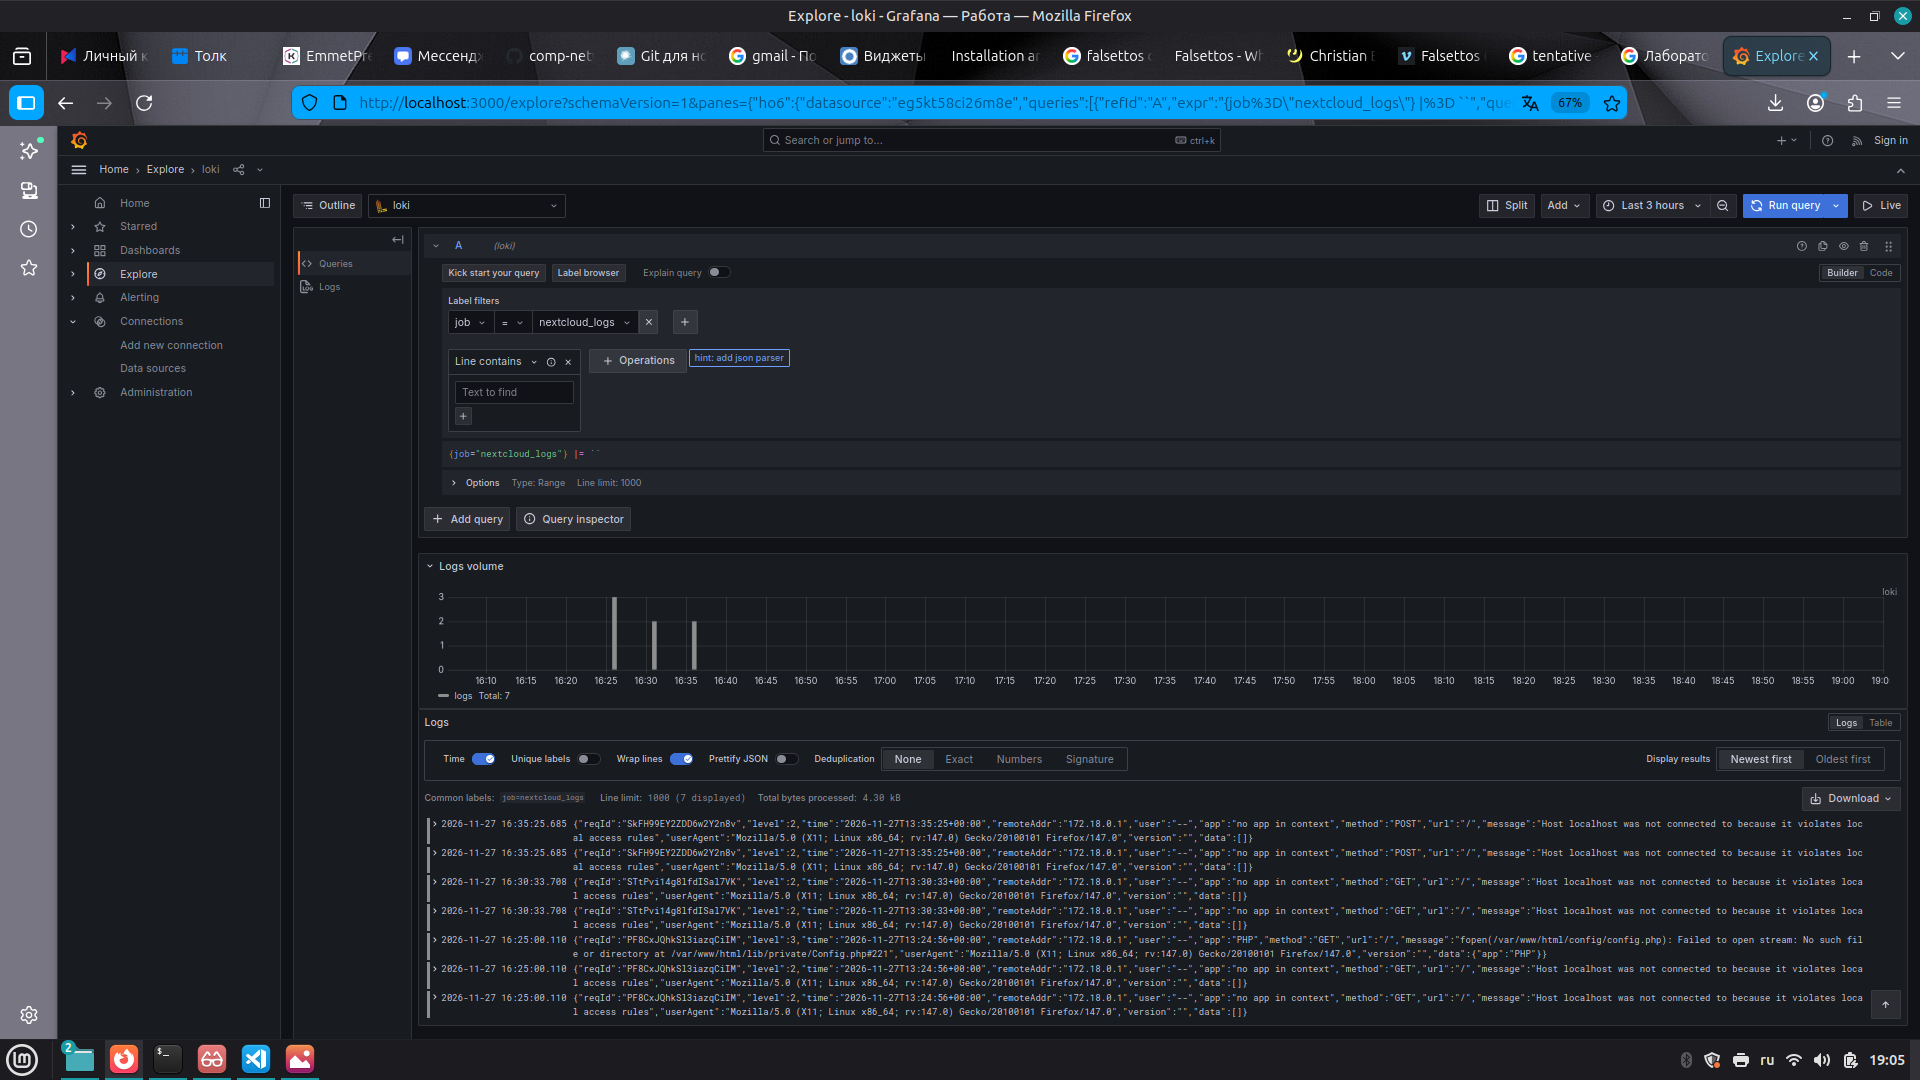 Explore - loki - Grafana — Работа — Mozilla Firefox
Личный к
Толк
EmmetPre
Мессендж
comp-net
Git для но
gmail - По
Виджеты
Installation an
falsettos c
Falsettos - Wh
Christian B
Falsettos
tentative
Лаборато
Explore
http://localhost:3000/explore?schemaVersion=1&panes={"ho6":{"datasource":"eg5kt58ci26m8e","queries":[{"refId":"A","expr":"{job%3D\"nextcloud_logs\"} |%3D ``","que
67%
Search or jump to...
ctrl+k
Sign in
Home › Explore › loki
Home
Starred
Dashboards
Explore
Alerting
Connections
Add new connection
Data sources
Administration
Outline
loki
Split
Add
Last 3 hours
Run query
Live
Queries
Logs
A (loki)
Kick start your query
Label browser
Explain query
Builder
Code
Label filters
job
=
nextcloud_logs
Line contains
Operations
hint: add json parser
Text to find
{job="nextcloud_logs"} |= ``
Options Type: Range Line limit: 1000
Add query
Query inspector
Logs volume
loki
3
2
1
0
16:10 16:15 16:20 16:25 16:30 16:35 16:40 16:45 16:50 16:55 17:00 17:05 17:10 17:15 17:20 17:25 17:30 17:35 17:40 17:45 17:50 17:55 18:00 18:05 18:10 18:15 18:20 18:25 18:30 18:35 18:40 18:45 18:50 18:55 19:00 19:0
logs Total: 7
Logs
Logs
Table
Time
Unique labels
Wrap lines
Prettify JSON
Deduplication
None
Exact
Numbers
Signature
Display results
Newest first
Oldest first
Common labels: job=nextcloud_logs Line limit: 1000 (7 displayed) Total bytes processed: 4.30 kB
Download
2026-11-27 16:35:25.685 {"reqId":"SkFH99EY2ZDD6w2Y2n8v","level":2,"time":"2026-11-27T13:35:25+00:00","remoteAddr":"172.18.0.1","user":"--","app":"no app in context","method":"POST","url":"/","message":"Host localhost was not connected to because it violates loc
al access rules","userAgent":"Mozilla/5.0 (X11; Linux x86_64; rv:147.0) Gecko/20100101 Firefox/147.0","version":"","data":[]}
2026-11-27 16:35:25.685 {"reqId":"SkFH99EY2ZDD6w2Y2n8v","level":2,"time":"2026-11-27T13:35:25+00:00","remoteAddr":"172.18.0.1","user":"--","app":"no app in context","method":"POST","url":"/","message":"Host localhost was not connected to because it violates loc
al access rules","userAgent":"Mozilla/5.0 (X11; Linux x86_64; rv:147.0) Gecko/20100101 Firefox/147.0","version":"","data":[]}
2026-11-27 16:30:33.708 {"reqId":"STtPvi14g8lfdISal7VK","level":2,"time":"2026-11-27T13:30:33+00:00","remoteAddr":"172.18.0.1","user":"--","app":"no app in context","method":"GET","url":"/","message":"Host localhost was not connected to because it violates loca
l access rules","userAgent":"Mozilla/5.0 (X11; Linux x86_64; rv:147.0) Gecko/20100101 Firefox/147.0","version":"","data":[]}
2026-11-27 16:30:33.708 {"reqId":"STtPvi14g8lfdISal7VK","level":2,"time":"2026-11-27T13:30:33+00:00","remoteAddr":"172.18.0.1","user":"--","app":"no app in context","method":"GET","url":"/","message":"Host localhost was not connected to because it violates loca
l access rules","userAgent":"Mozilla/5.0 (X11; Linux x86_64; rv:147.0) Gecko/20100101 Firefox/147.0","version":"","data":[]}
2026-11-27 16:25:00.110 {"reqId":"PF8CxJQhkSl3iazqCiIM","level":3,"time":"2026-11-27T13:24:56+00:00","remoteAddr":"172.18.0.1","user":"--","app":"PHP","method":"GET","url":"/","message":"fopen(/var/www/html/config/config.php): Failed to open stream: No such fil
e or directory at /var/www/html/lib/private/Config.php#221","userAgent":"Mozilla/5.0 (X11; Linux x86_64; rv:147.0) Gecko/20100101 Firefox/147.0","version":"","data":{"app":"PHP"}}
2026-11-27 16:25:00.110 {"reqId":"PF8CxJQhkSl3iazqCiIM","level":2,"time":"2026-11-27T13:24:56+00:00","remoteAddr":"172.18.0.1","user":"--","app":"no app in context","method":"GET","url":"/","message":"Host localhost was not connected to because it violates loca
l access rules","userAgent":"Mozilla/5.0 (X11; Linux x86_64; rv:147.0) Gecko/20100101 Firefox/147.0","version":"","data":[]}
2026-11-27 16:25:00.110 {"reqId":"PF8CxJQhkSl3iazqCiIM","level":2,"time":"2026-11-27T13:24:56+00:00","remoteAddr":"172.18.0.1","user":"--","app":"no app in context","method":"GET","url":"/","message":"Host localhost was not connected to because it violates loca
l access rules","userAgent":"Mozilla/5.0 (X11; Linux x86_64; rv:147.0) Gecko/20100101 Firefox/147.0","version":"","data":[]}
2
ru
19:05